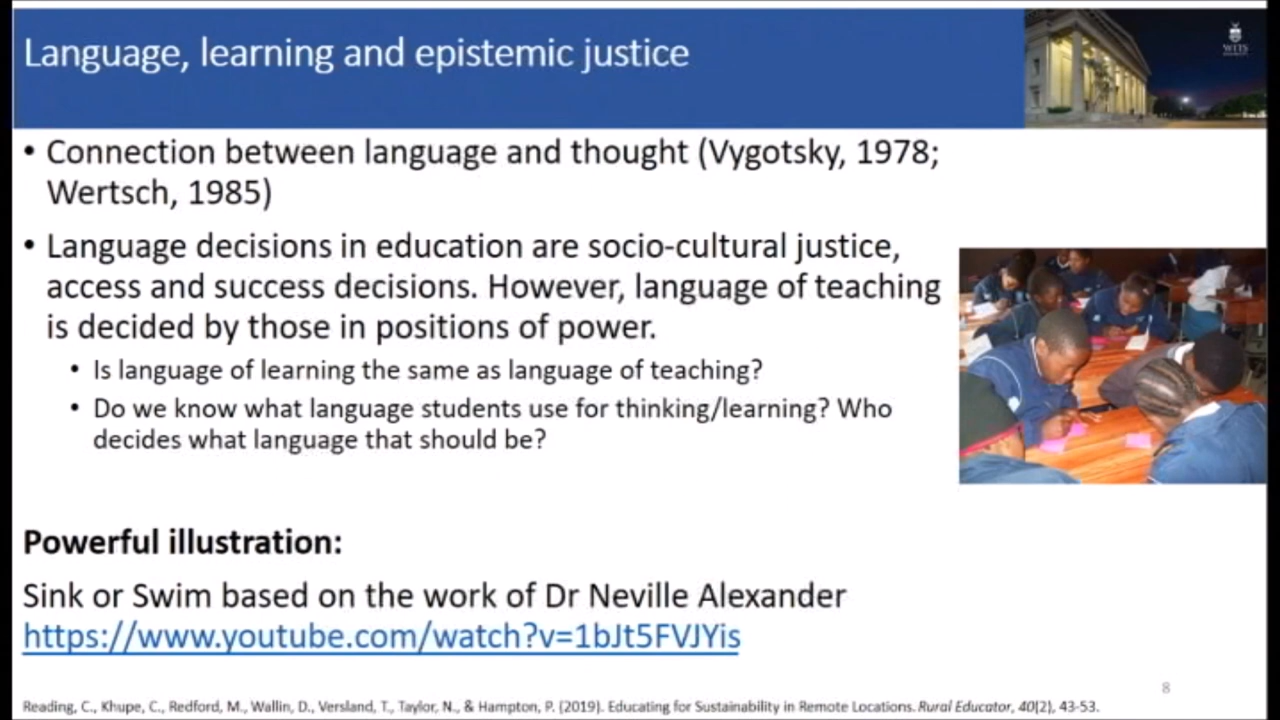 Language, learning and epistemic justice
WITS
• Connection between language and thought (Vygotsky, 1978;
Wertsch, 1985)
• Language decisions in education are socio-cultural justice,
access and success decisions. However, language of teaching
is decided by those in positions of power.
• Is language of learning the same as language of teaching?
• Do we know what language students use for thinking/learning? Who
decides what language that should be?
Powerful illustration:
Sink or Swim based on the work of Dr Neville Alexander
https://www.youtube.com/watch?v=1bJt5FVJYis
8
Reading, C., Khupe, C., Redford, M., Wallin, D., Versland, T., Taylor, N., & Hampton, P. (2019). Educating for Sustainability in Remote Locations. Rural Educator, 40(2), 43-53.